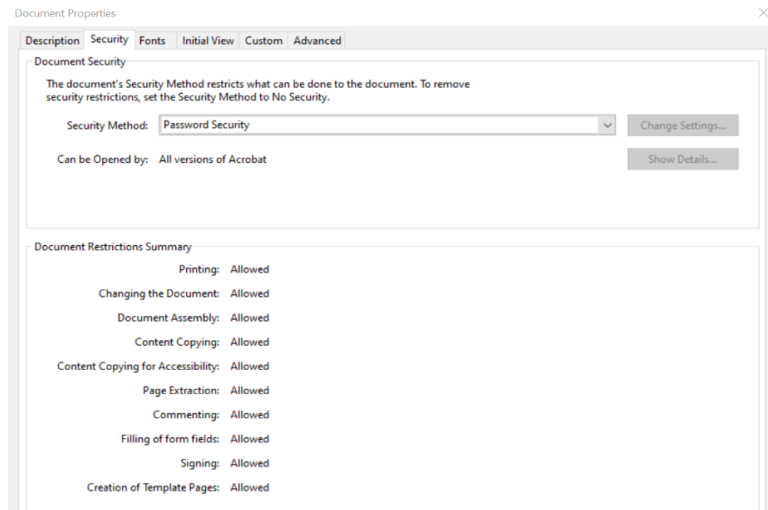 Document Properties
Description Security Fonts Initial View Custom Advanced
Document Security
The document's Security Method restricts what can be done to the document. To remove
security restrictions, set the Security Method to No Security.
Security Method: Password Security Change Settings...
Can be Opened by: All versions of Acrobat Show Details...
Document Restrictions Summary
Printing: Allowed
Changing the Document: Allowed
Document Assembly: Allowed
Content Copying: Allowed
Content Copying for Accessibility: Allowed
Page Extraction: Allowed
Commenting: Allowed
Filling of form fields: Allowed
Signing: Allowed
Creation of Template Pages: Allowed